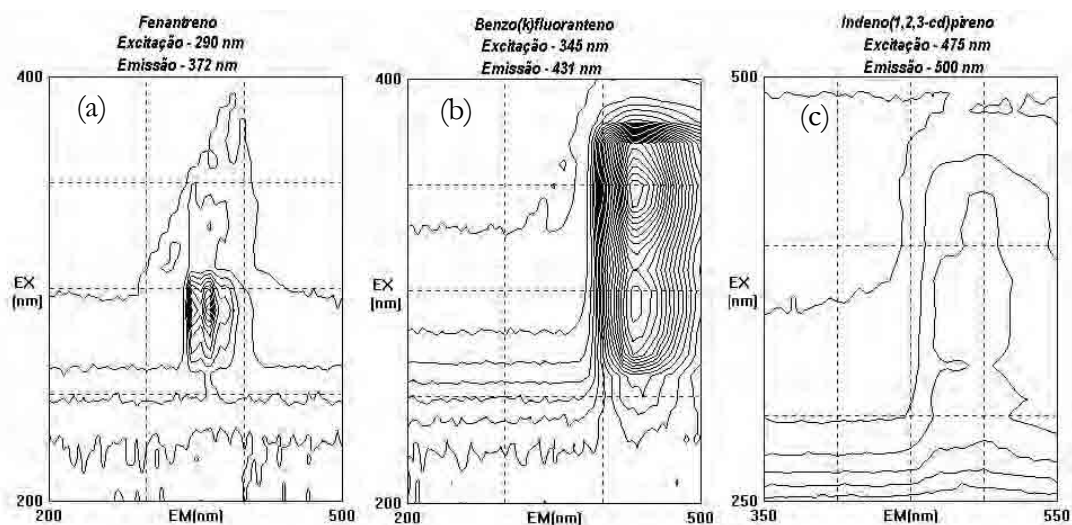 Fenantreno
Excitação - 290 nm
Emissão - 372 nm
400
(a)
EX
[nm]
200
200
EM[nm]
500
Benzo(k)fluoranteno
Excitação - 345 nm
Emissão - 431 nm
400
(b)
EX
[nm]
200
200
EM[nm]
500
Indeno(1,2,3-cd)pireno
Excitação - 475 nm
Emissão - 500 nm
500
(c)
EX
[nm]
250
350
EM[nm]
550